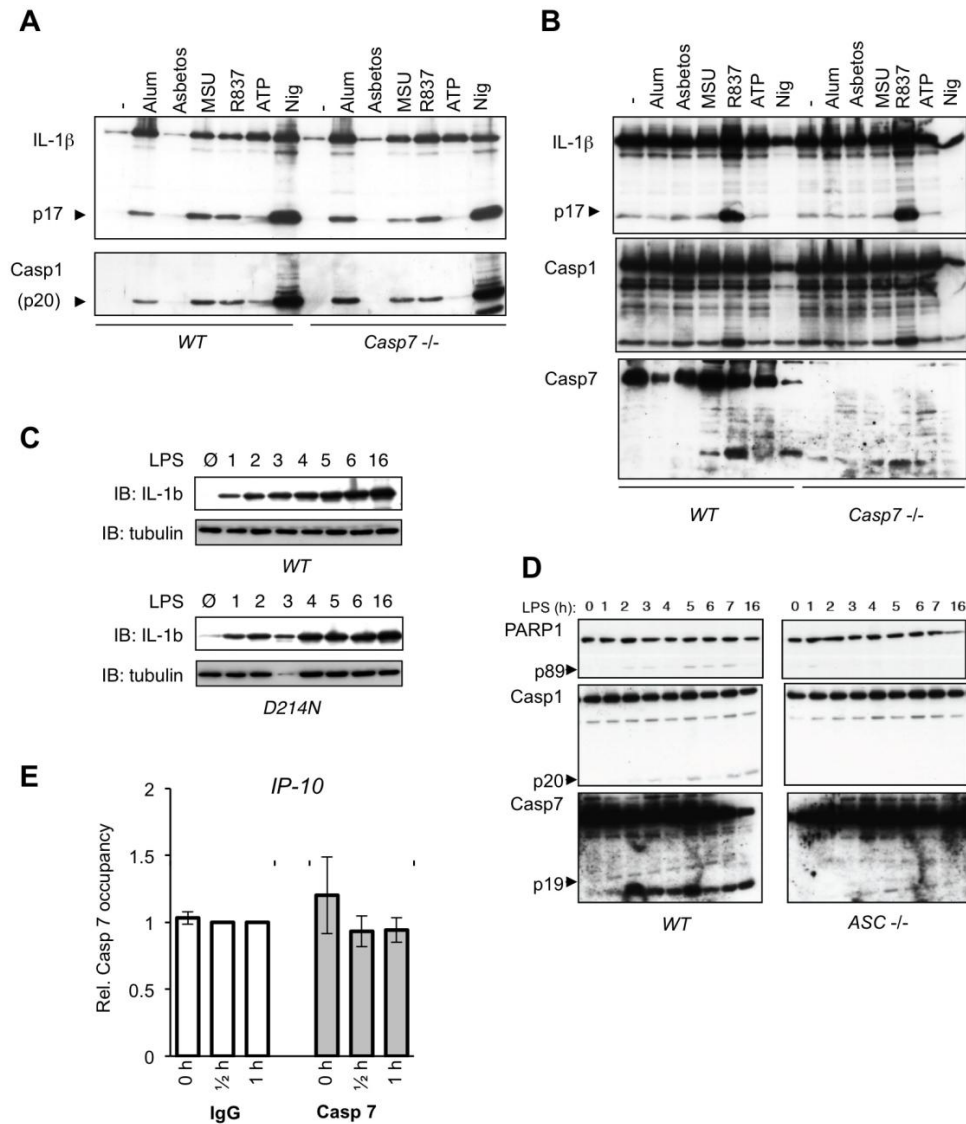 A
- Alum Asbetos MSU R837 ATP Nig - Alum Asbetos MSU R837 ATP Nig
IL-1β
p17
Casp1
(p20)
WT Casp7 -/-
B
- Alum Asbetos MSU R837 ATP Nig - Alum Asbetos MSU R837 ATP Nig
IL-1β
p17
Casp1
Casp7
WT Casp7 -/-
C
LPS Ø 1 2 3 4 5 6 16
IB: IL-1b
IB: tubulin
WT
LPS Ø 1 2 3 4 5 6 16
IB: IL-1b
IB: tubulin
D214N
D
LPS (h): 0 1 2 3 4 5 6 7 16 0 1 2 3 4 5 6 7 16
PARP1
p89
Casp1
p20
Casp7
p19
WT ASC -/-
E
IP-10
Rel. Casp 7 occupancy
2
1.5
1
0.5
0
0 h ½ h 1 h 0 h ½ h 1 h
IgG Casp 7